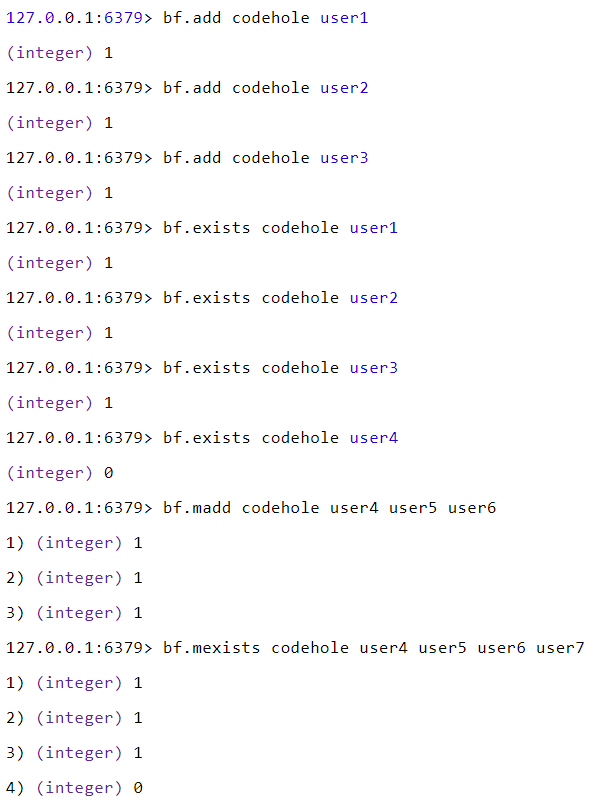 127.0.0.1:6379> bf.add codehole user1
(integer) 1
127.0.0.1:6379> bf.add codehole user2
(integer) 1
127.0.0.1:6379> bf.add codehole user3
(integer) 1
127.0.0.1:6379> bf.exists codehole user1
(integer) 1
127.0.0.1:6379> bf.exists codehole user2
(integer) 1
127.0.0.1:6379> bf.exists codehole user3
(integer) 1
127.0.0.1:6379> bf.exists codehole user4
(integer) 0
127.0.0.1:6379> bf.madd codehole user4 user5 user6
1) (integer) 1
2) (integer) 1
3) (integer) 1
127.0.0.1:6379> bf.mexists codehole user4 user5 user6 user7
1) (integer) 1
2) (integer) 1
3) (integer) 1
4) (integer) 0